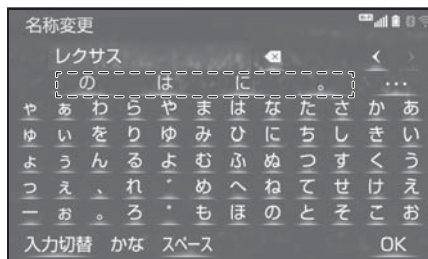 名称変更
レクサス
の は に 。 …
ゃ ぁ わ ら や ま は な た さ か あ
ゅ ぃ を り ゆ み ひ に ち し き い
ょ ぅ ん る よ む ふ ぬ つ す く う
っ ぇ 、 れ ゛ め へ ね て せ け え
ー ぉ 。 ろ ゜ も ほ の と そ こ お
入力切替 かな スペース OK